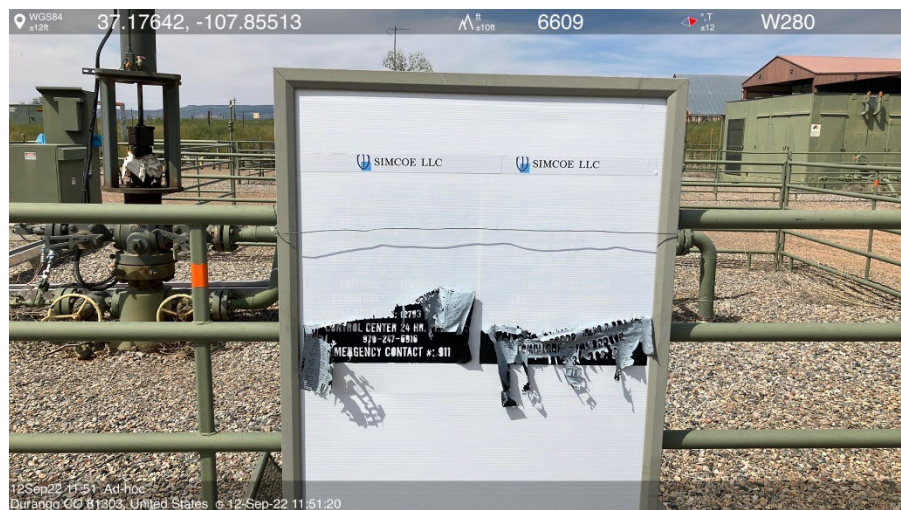 WGS84 ±12ft 37.17642, -107.85513 ft ±10ft 6609 °,T ±12 W280
SIMCOE LLC SIMCOE LLC
12793
CONTROL CENTER 24 HR.
970-247-6916
EMERGENCY CONTACT #: 911
12Sep22 11:51 Ad-hoc
Durango CO 81303, United States 12-Sep-22 11:51:20